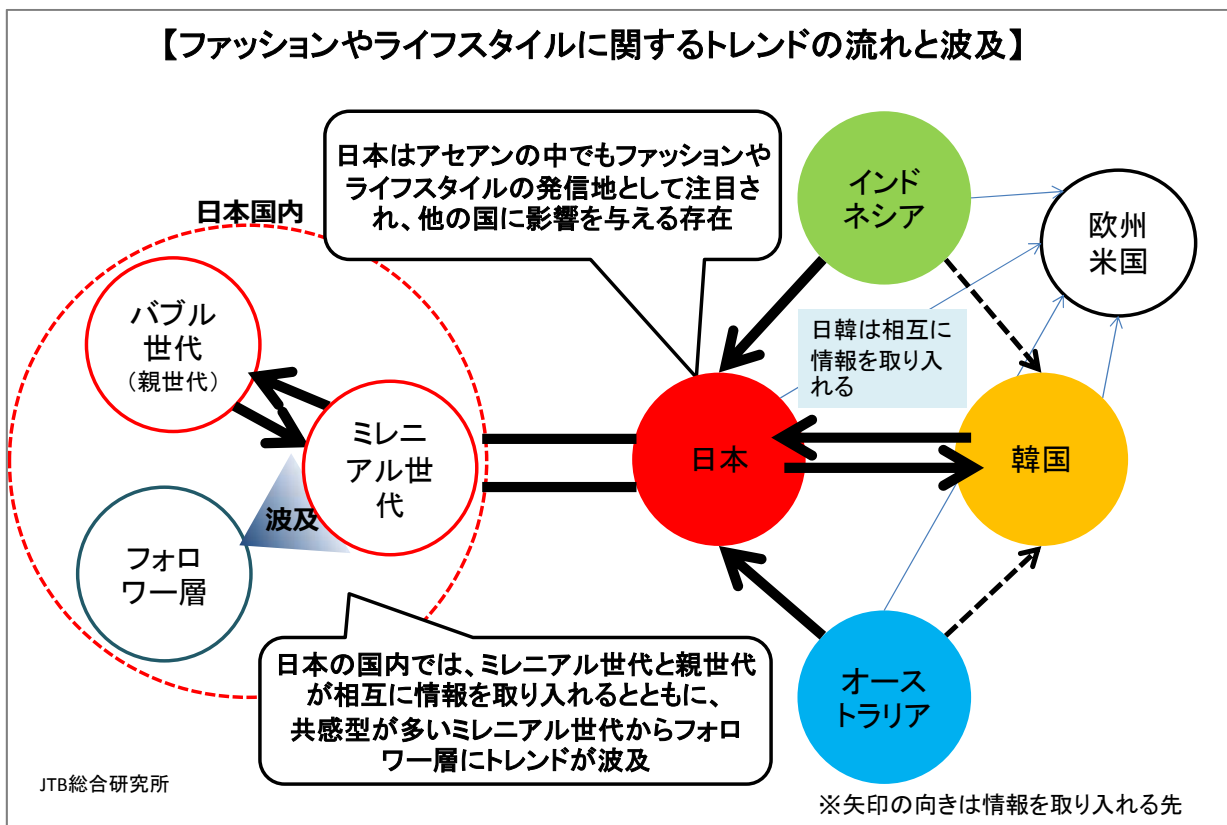 【ファッションやライフスタイルに関するトレンドの流れと波及】
日本はアセアンの中でもファッションや
ライフスタイルの発信地として注目さ
れ、他の国に影響を与える存在
日本国内
バブル
世代
（親世代）
ミレニ
アル世
代
波及
フォロ
ワー層
日本の国内では、ミレニアル世代と親世代
が相互に情報を取り入れるとともに、
共感型が多いミレニアル世代からフォロ
ワー層にトレンドが波及
インド
ネシア
欧州
米国
日韓は相互に
情報を取り入
れる
日本
韓国
オース
トラリア
JTB総合研究所
※矢印の向きは情報を取り入れる先